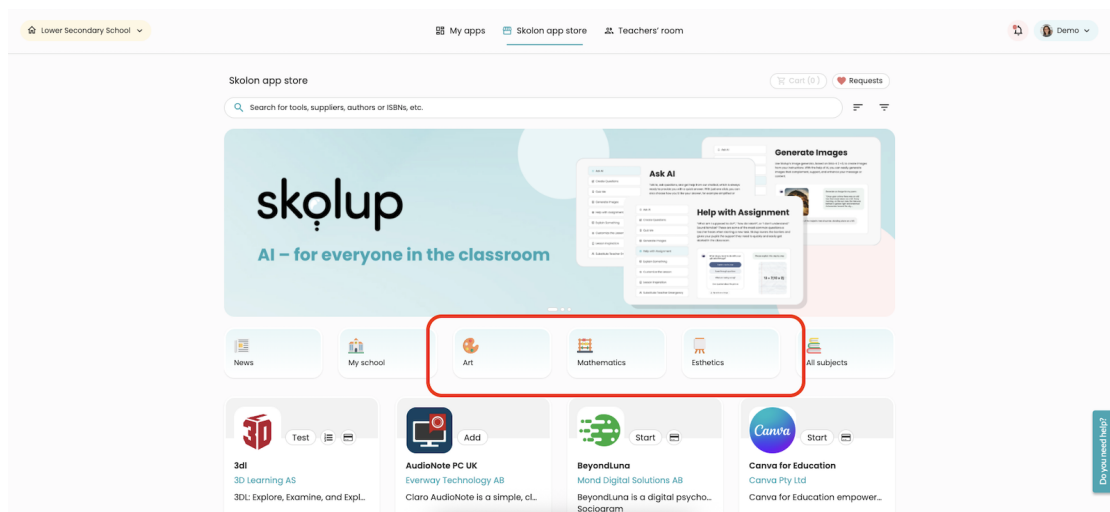 Lower Secondary School
My apps
Skolon app store
Teachers' room
Demo
Skolon app store
Cart (0)
Requests
Search for tools, suppliers, authors or ISBNs, etc.
skolup
AI – for everyone in the classroom
Ask AI
Generate Images
Help with Assignment
News
My school
Art
Mathematics
Esthetics
All subjects
Test
Add
Start
Start
3D
Canva
3dl
AudioNote PC UK
BeyondLuna
Canva for Education
3D Learning AS
Everway Technology AB
Mond Digital Solutions AB
Canva Pty Ltd
3DL: Explore, Examine, and Expl...
Claro AudioNote is a simple, cl...
BeyondLuna is a digital psycho...
Sociogram
Canva for Education empower...
Do you need help?